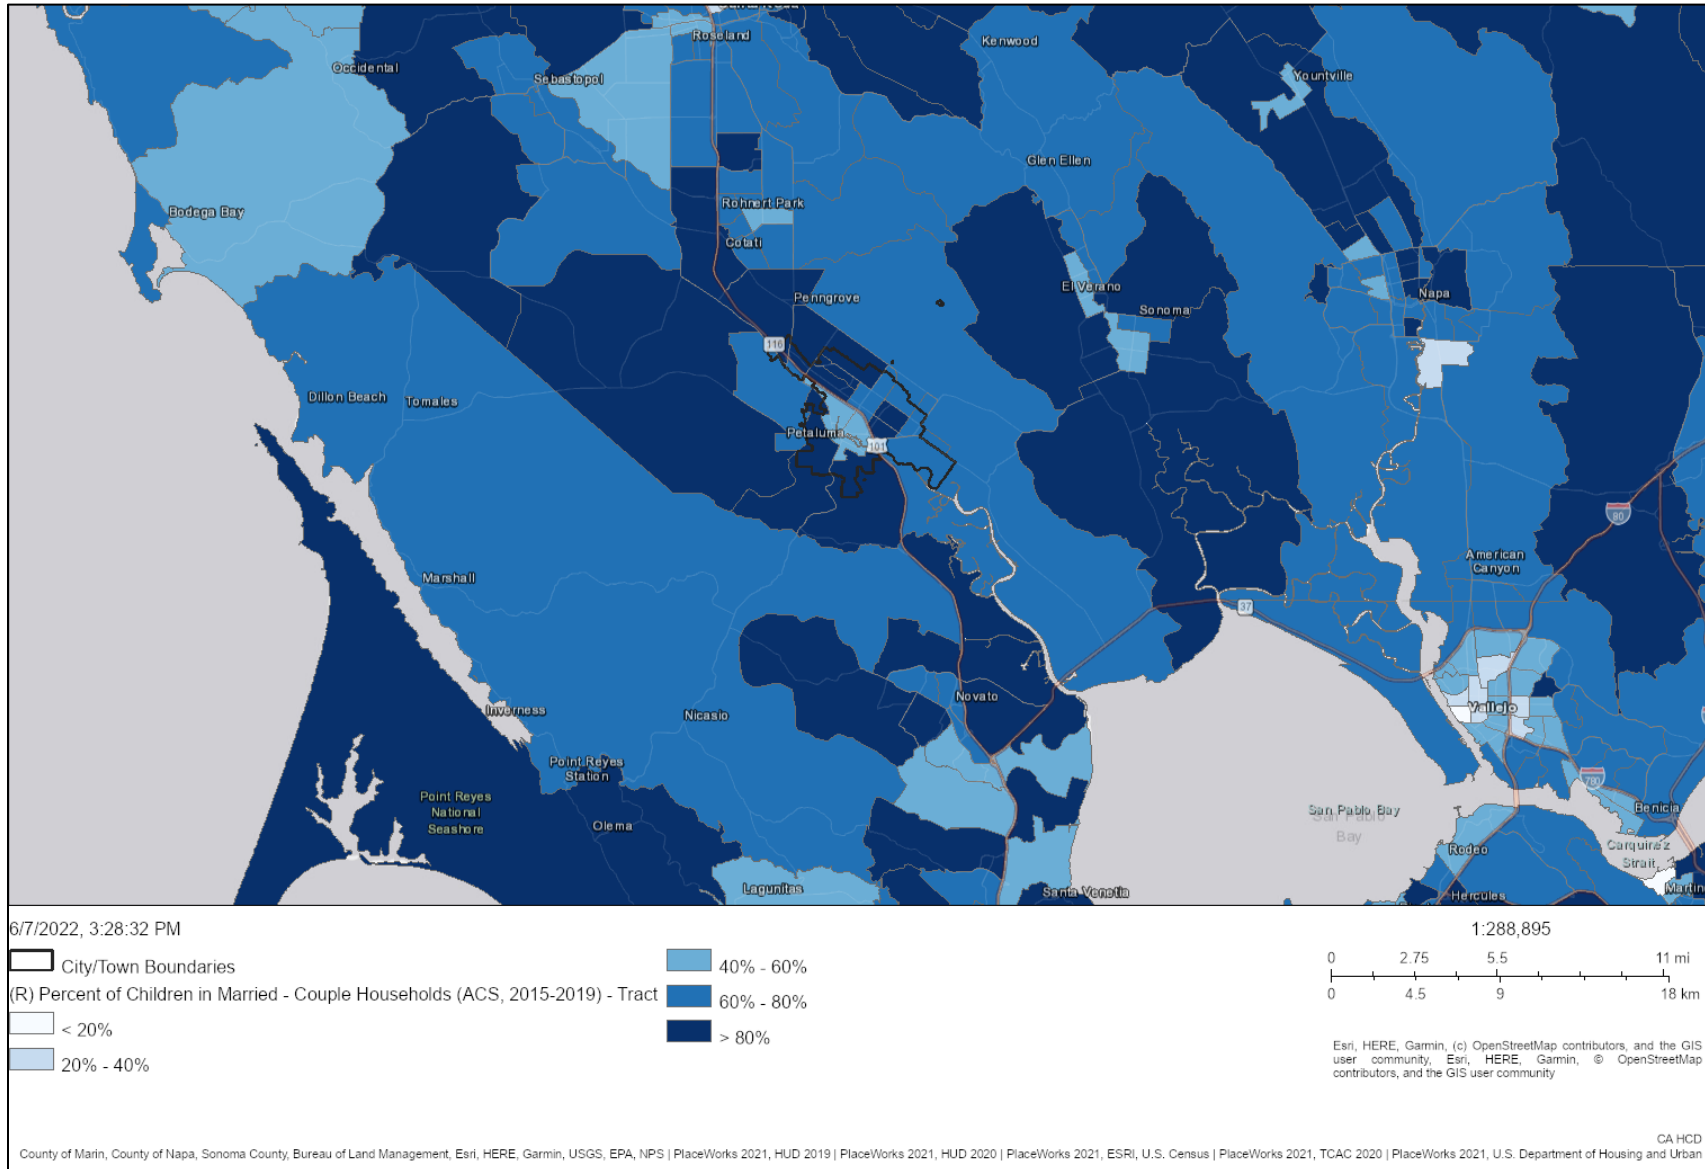 Roseland
Kenwood
Occidental
Sebastopol
Yountville
Glen Ellen
Rohnert Park
Bodega Bay
Cotati
El Verano
Penngrove
Napa
Sonoma
116
Dillon Beach
Tomales
Petaluma
101
80
American
Canyon
Marshall
37
Novato
Inverness
Nicasio
Vallejo
Point Reyes
Station
780
Point Reyes
National
Seashore
Olema
San Pablo Bay
San Pablo
Bay
Benicia
Carquinez
Strait
Rodeo
Lagunitas
Santa Venetia
Hercules
Martin
6/7/2022, 3:28:32 PM
City/Town Boundaries
(R) Percent of Children in Married - Couple Households (ACS, 2015-2019) - Tract
< 20%
20% - 40%
40% - 60%
60% - 80%
> 80%
1:288,895
0 2.75 5.5 11 mi
0 4.5 9 18 km
Esri, HERE, Garmin, (c) OpenStreetMap contributors, and the GIS
user community, Esri, HERE, Garmin, © OpenStreetMap
contributors, and the GIS user community
CA HCD
County of Marin, County of Napa, Sonoma County, Bureau of Land Management, Esri, HERE, Garmin, USGS, EPA, NPS | PlaceWorks 2021, HUD 2019 | PlaceWorks 2021, HUD 2020 | PlaceWorks 2021, ESRI, U.S. Census | PlaceWorks 2021, TCAC 2020 | PlaceWorks 2021, U.S. Department of Housing and Urban